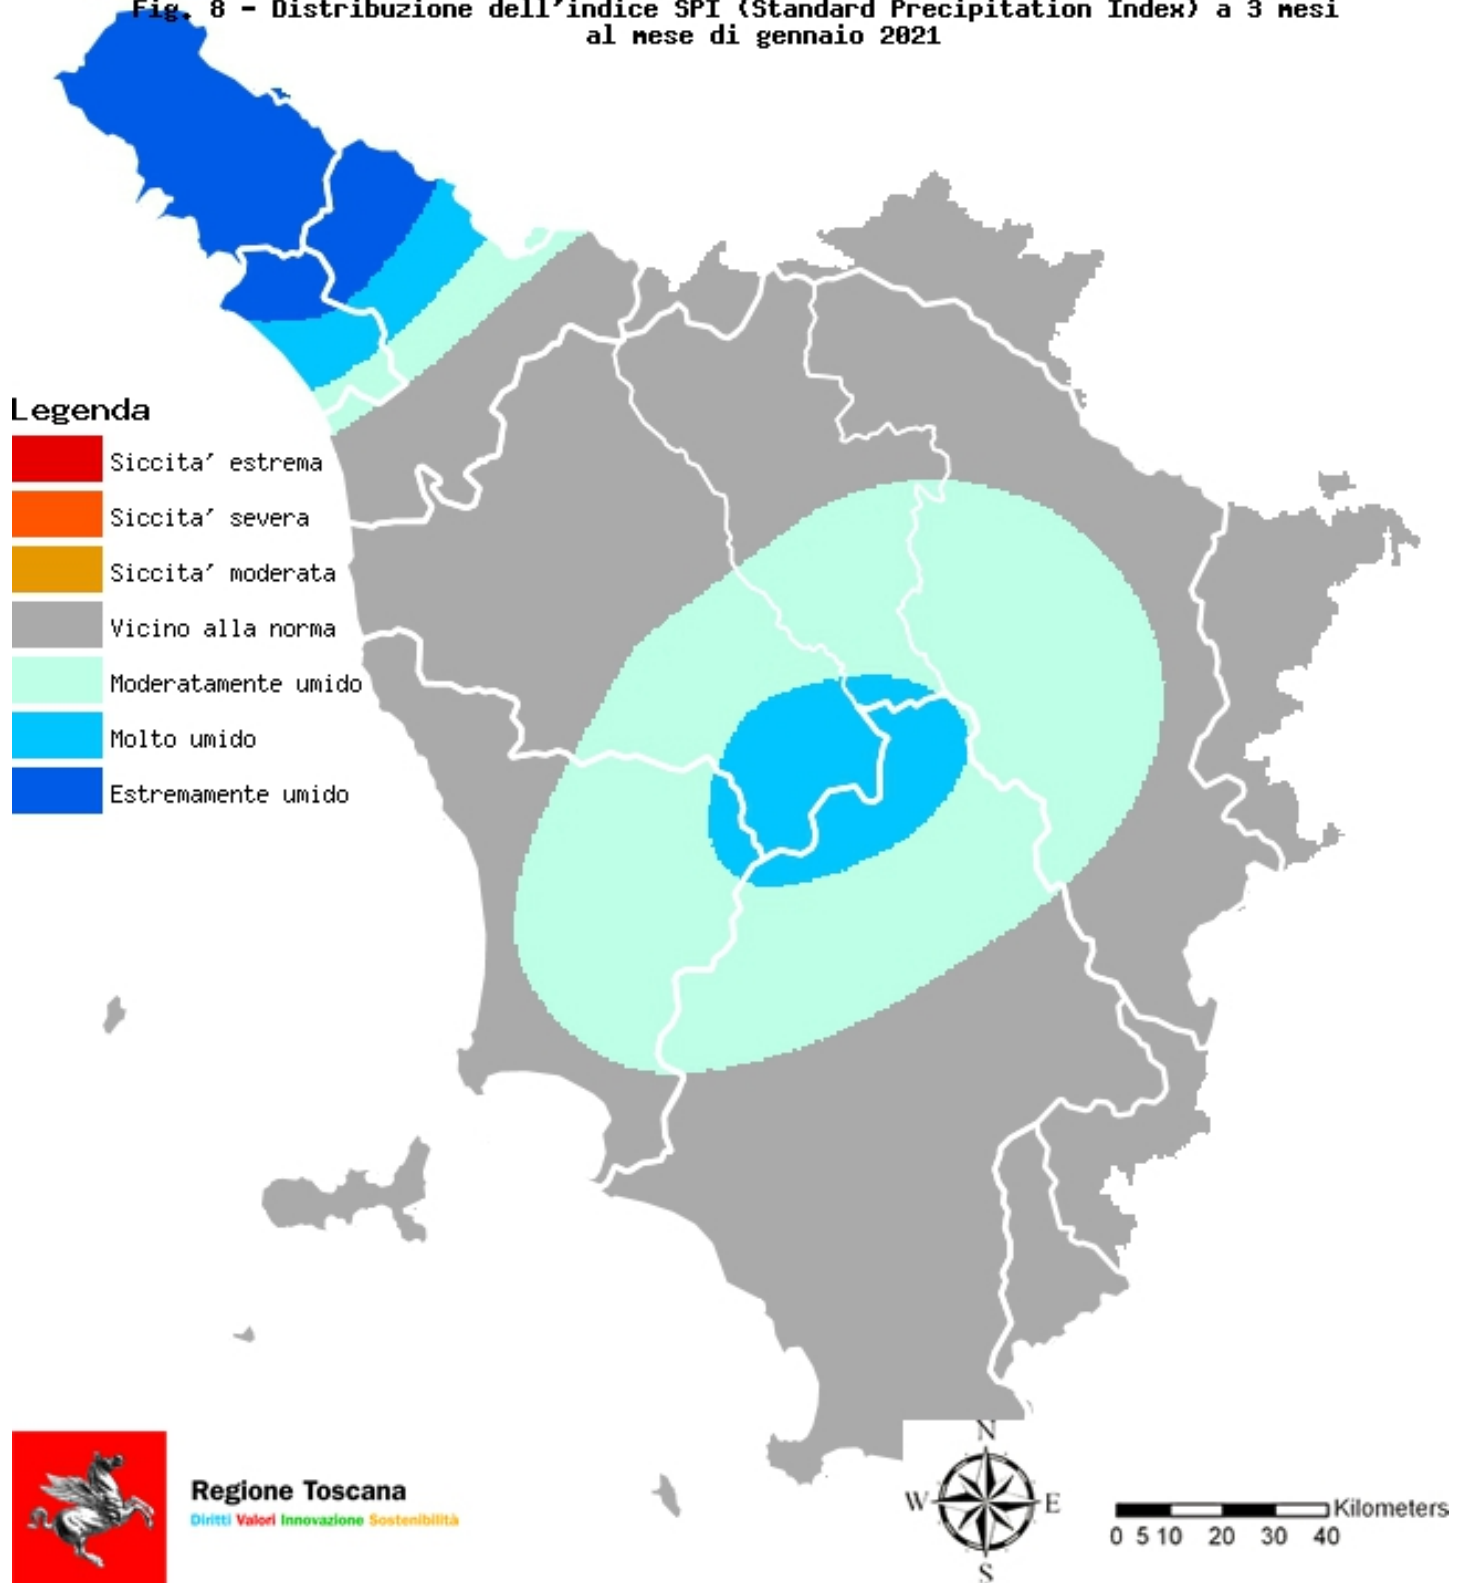 Fig. 8 - Distribuzione dell'indice SPI (Standard Precipitation Index) a 3 mesi
al mese di gennaio 2021
Legenda
Siccita' estrema
Siccita' severa
Siccita' moderata
Vicino alla norma
Moderatamente umido
Molto umido
Estremamente umido
Regione Toscana
Diritti Valori Innovazione Sostenibilità
N
W E
S
Kilometers
0 5 10 20 30 40